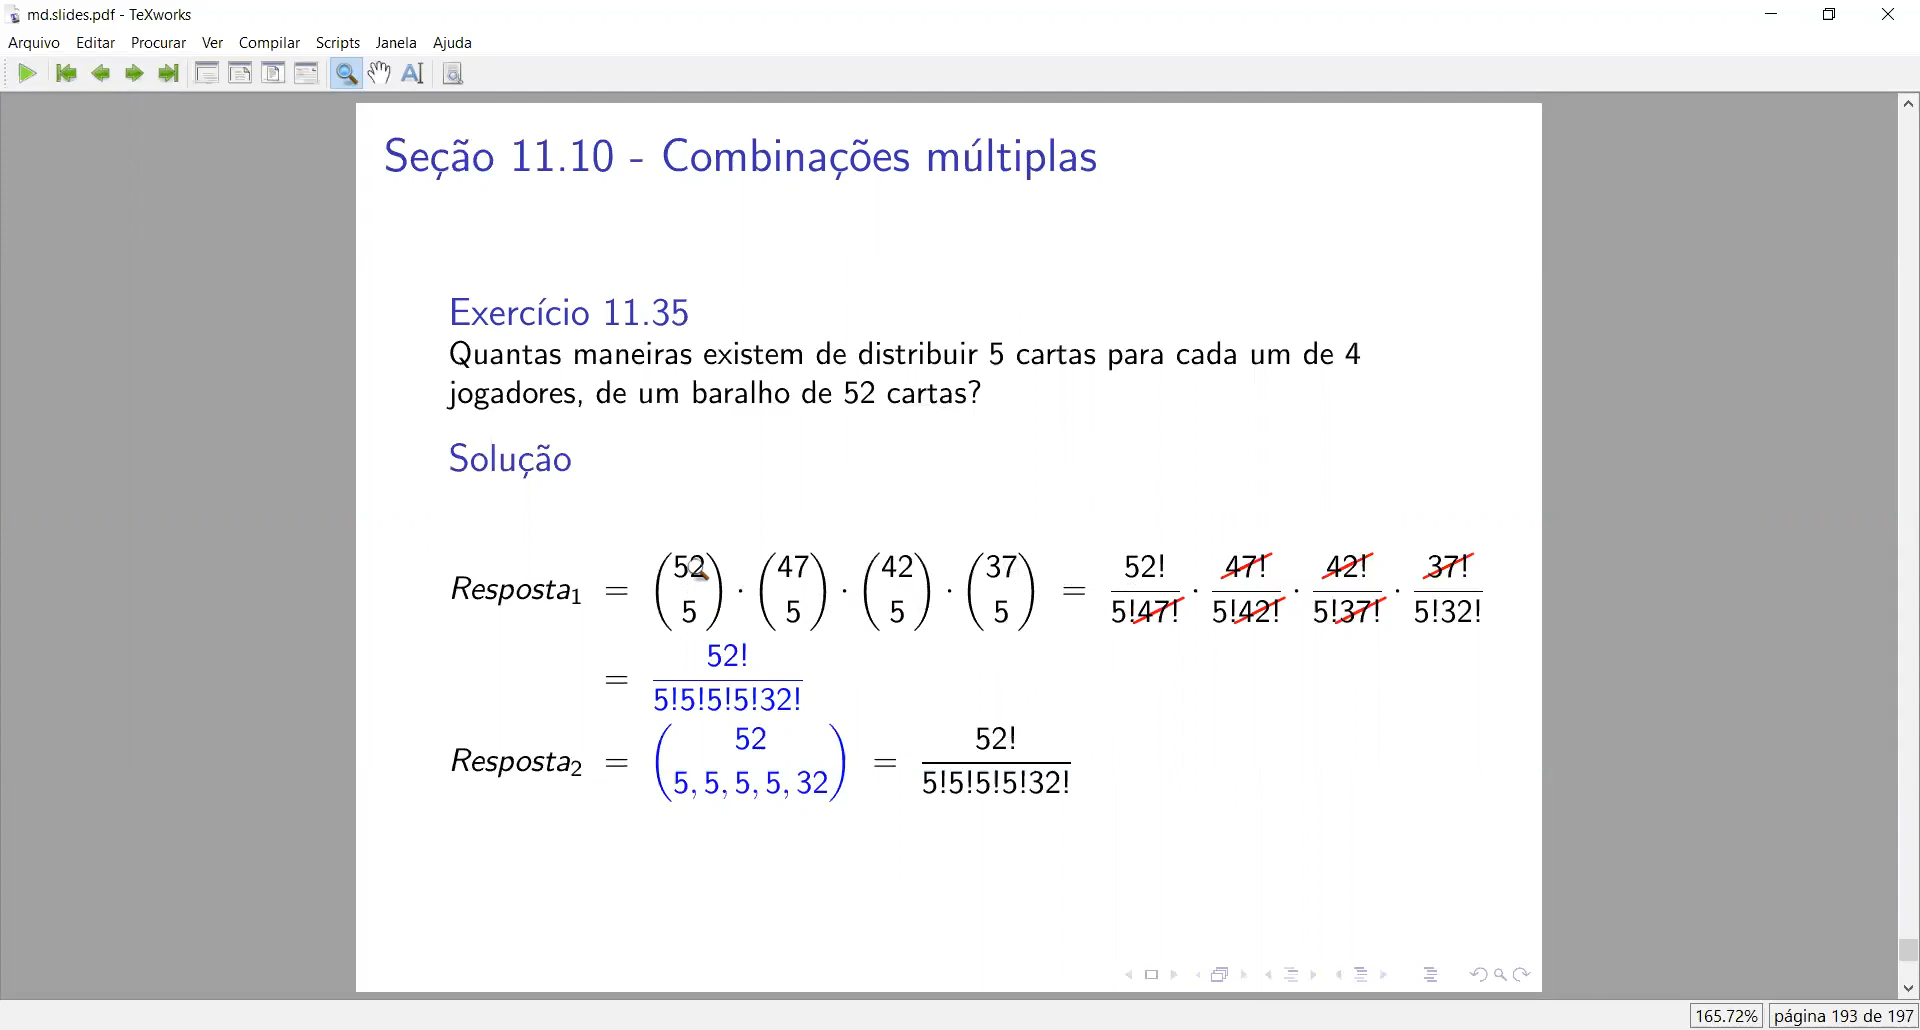 md.slides.pdf - TeXworks
Arquivo Editar Procurar Ver Compilar Scripts Janela Ajuda
Seção 11.10 - Combinações múltiplas
Exercício 11.35
Quantas maneiras existem de distribuir 5 cartas para cada um de 4
jogadores, de um baralho de 52 cartas?
Solução
Resposta₁ = (52 5) · (47 5) · (42 5) · (37 5) = 52!/5!47! · 47!/5!42! · 42!/5!37! · 37!/5!32!
= 52!/5!5!5!5!32!
Resposta₂ = (52 5, 5, 5, 5, 32) = 52!/5!5!5!5!32!
165.72% página 193 de 197